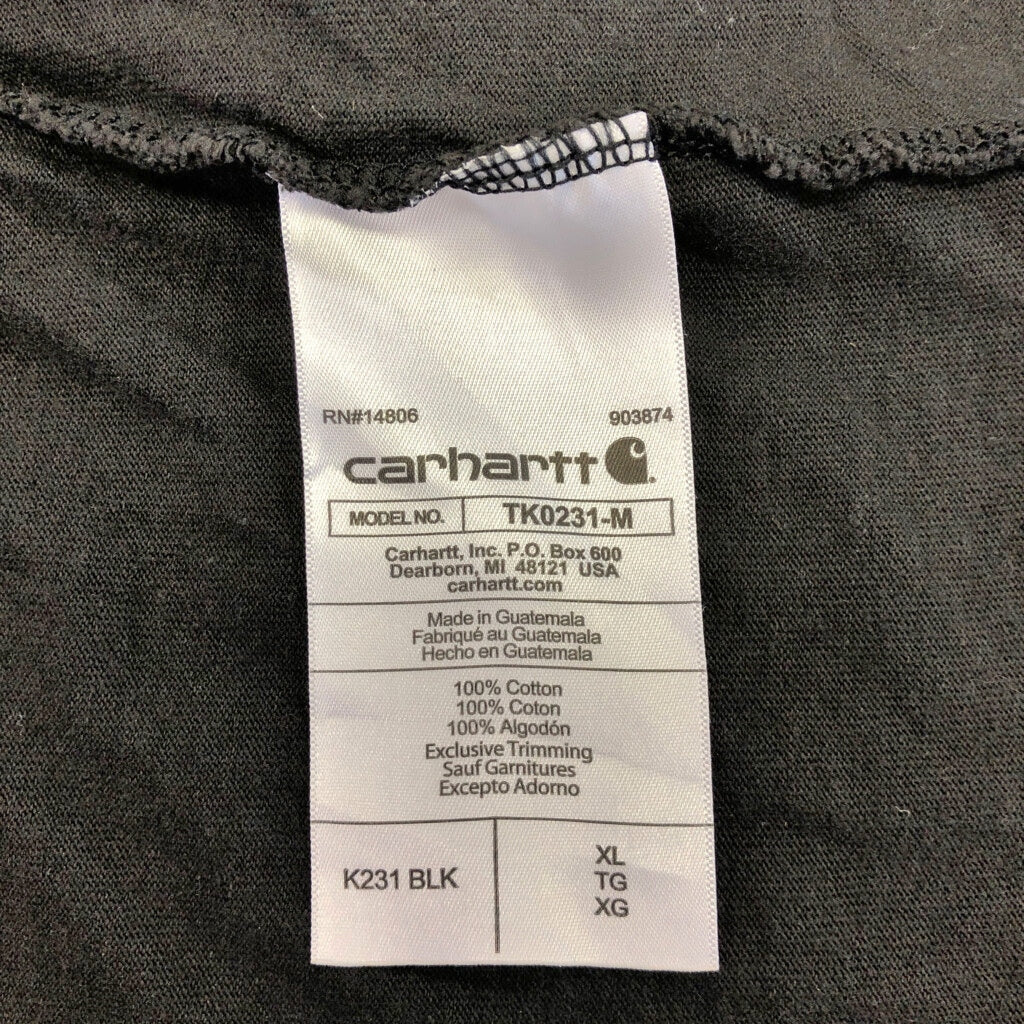 RN#14806 903874
carhartt
MODEL NO. TK0231-M
Carhartt, Inc. P.O. Box 600
Dearborn, MI 48121 USA
carhartt.com
Made in Guatemala
Fabriqué au Guatemala
Hecho en Guatemala
100% Cotton
100% Coton
100% Algodón
Exclusive Trimming
Sauf Garnitures
Excepto Adorno
K231 BLK
XL
TG
XG